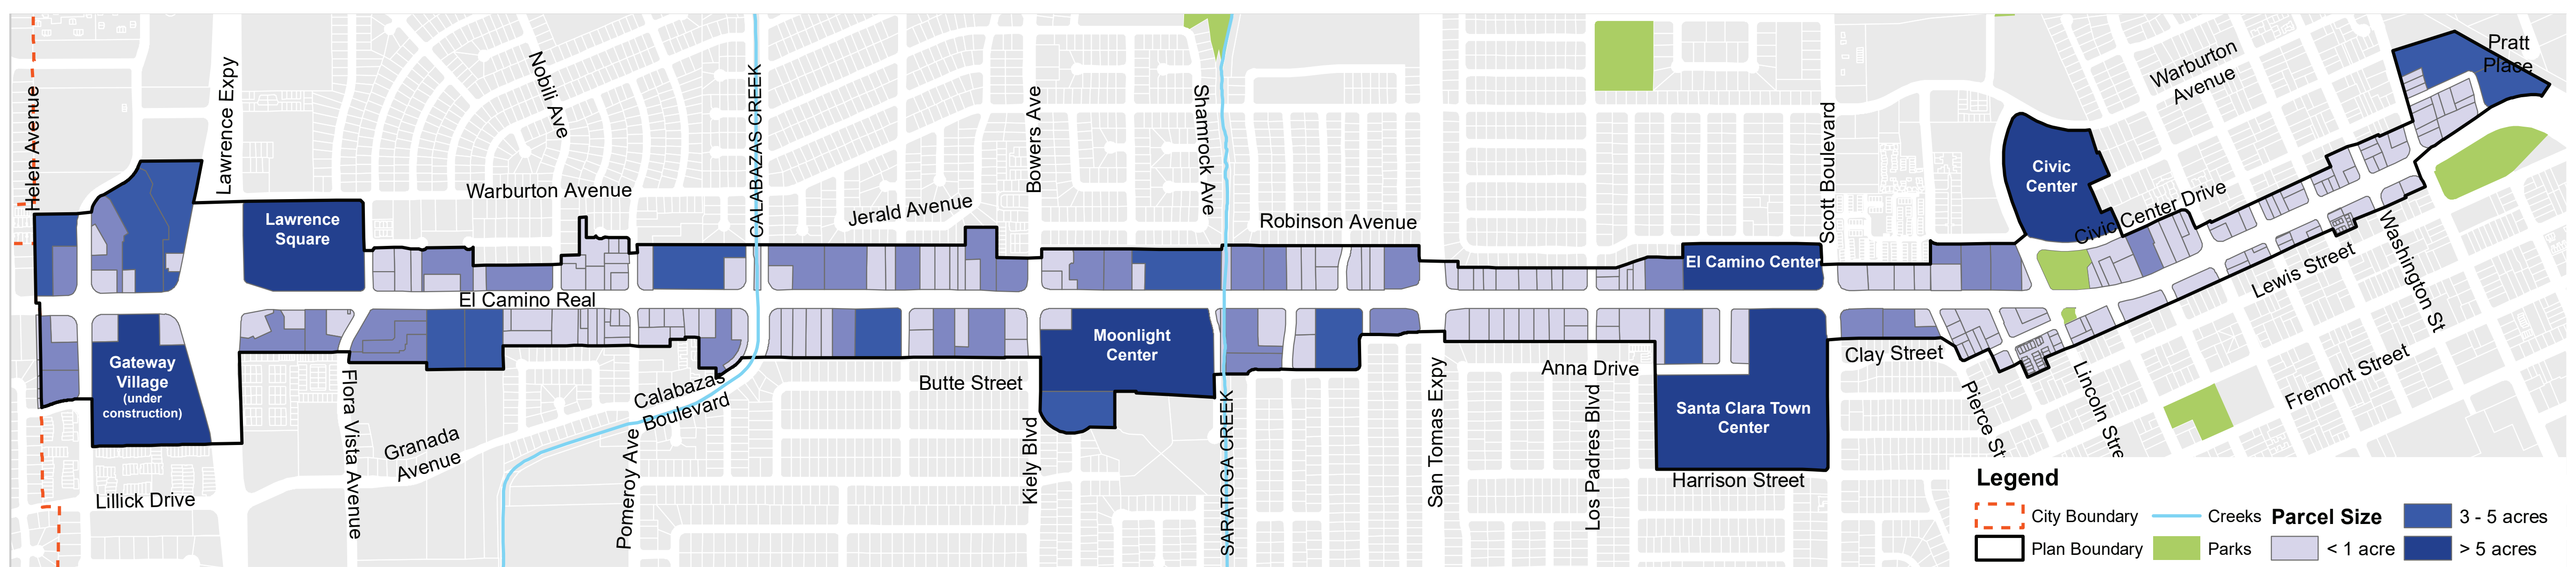 Helen Avenue
Lawrence Expy
Nobili Ave
CALABAZAS CREEK
Bowers Ave
Shamrock Ave
Scott Boulevard
Warburton
Avenue
Pratt
Place
Warburton Avenue
Jerald Avenue
Robinson Avenue
Civic
Center
Civic Center Drive
Lawrence
Square
El Camino Center
El Camino Real
Gateway
Village
(under
construction)
Moonlight
Center
Santa Clara Town
Center
Lewis Street
Washington St
Fremont Street
Clay Street
Pierce St
Lincoln Stre
Anna Drive
Butte Street
Calabazas
Boulevard
Granada
Avenue
Lillick Drive
Flora Vista Avenue
Pomeroy Ave
Kiely Blvd
SARATOGA CREEK
San Tomas Expy
Los Padres Blvd
Harrison Street
Legend
City Boundary
Plan Boundary
Creeks
Parks
Parcel Size
< 1 acre
3 - 5 acres
> 5 acres